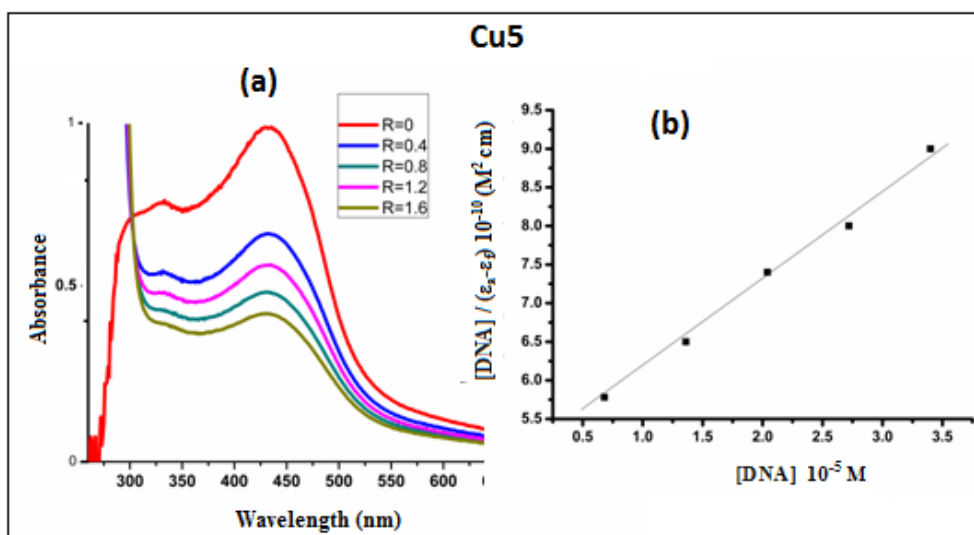 Cu5
(a)
R=0
R=0.4
R=0.8
R=1.2
R=1.6
1
0.5
0
Absorbance
300 350 400 450 500 550 600
Wavelength (nm)
(b)
9.5
9.0
8.5
8.0
7.5
7.0
6.5
6.0
5.5
[DNA] / (εa-εf) 10⁻¹⁰ (M² cm)
0.5 1.0 1.5 2.0 2.5 3.0 3.5
[DNA] 10⁻⁵ M